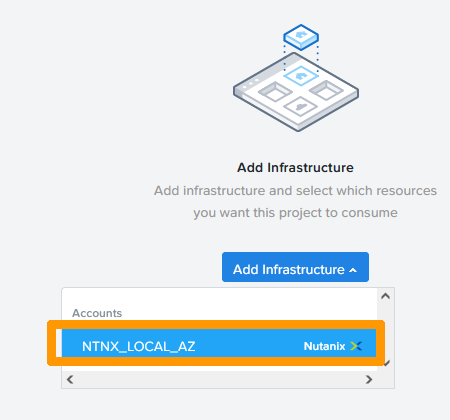 Add Infrastructure
Add infrastructure and select which resources
you want this project to consume
Add Infrastructure
Accounts
NTNX_LOCAL_AZ Nutanix